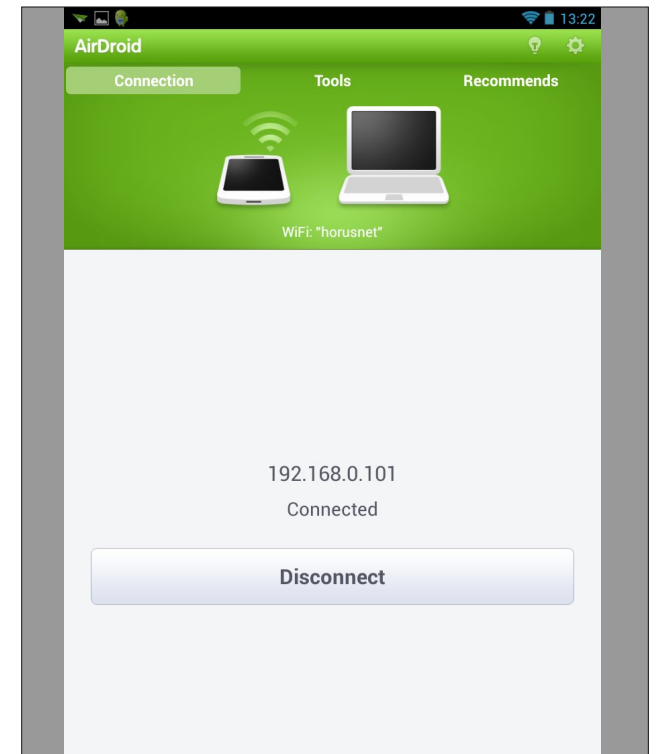 13:22
AirDroid
Connection Tools Recommends
WiFi: "horusnet"
192.168.0.101
Connected
Disconnect